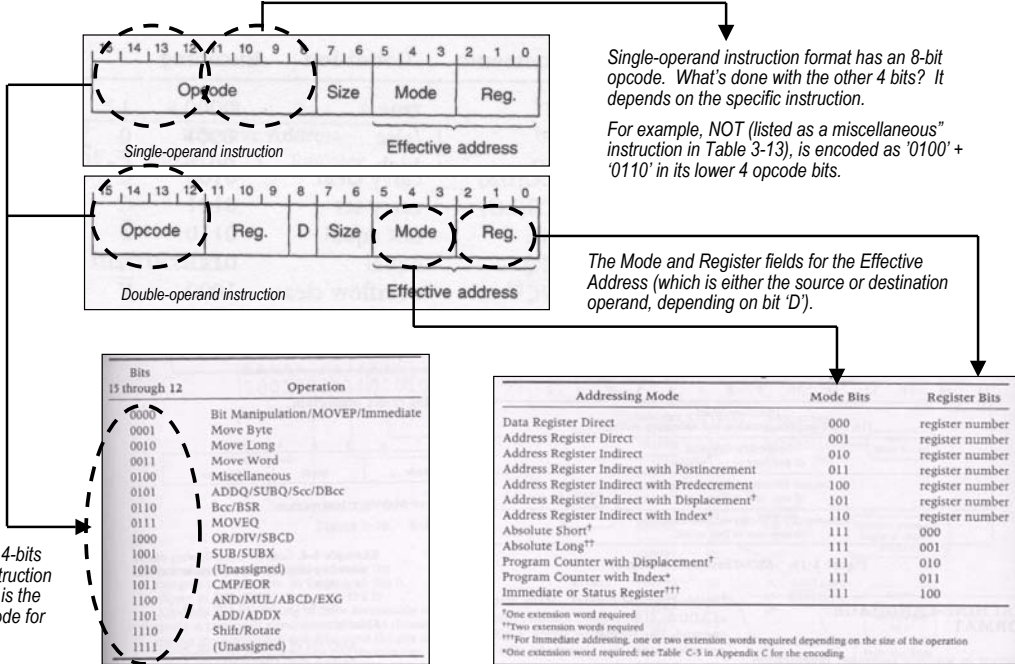 15 14 13 12 11 10 9 8 7 6 5 4 3 2 1 0
Opcode Size Mode Reg.
Single-operand instruction
Effective address
Single-operand instruction format has an 8-bit
opcode. What's done with the other 4 bits? It
depends on the specific instruction.
For example, NOT (listed as a miscellaneous"
instruction in Table 3-13), is encoded as '0100' +
'0110' in its lower 4 opcode bits.
15 14 13 12 11 10 9 8 7 6 5 4 3 2 1 0
Opcode Reg. D Size Mode Reg.
Double-operand instruction
Effective address
The Mode and Register fields for the Effective
Address (which is either the source or destination
operand, depending on bit 'D').
4-bits
truction
is the
ode for
Bits
15 through 12 Operation
0000 Bit Manipulation/MOVEP/Immediate
0001 Move Byte
0010 Move Long
0011 Move Word
0100 Miscellaneous
0101 ADDQ/SUBQ/Scc/DBcc
0110 Bcc/BSR
0111 MOVEQ
1000 OR/DIV/SBCD
1001 SUB/SUBX
1010 (Unassigned)
1011 CMP/EOR
1100 AND/MUL/ABCD/EXG
1101 ADD/ADDX
1110 Shift/Rotate
1111 (Unassigned)
Addressing Mode Mode Bits Register Bits
Data Register Direct 000 register number
Address Register Direct 001 register number
Address Register Indirect 010 register number
Address Register Indirect with Postincrement 011 register number
Address Register Indirect with Predecrement 100 register number
Address Register Indirect with Displacement† 101 register number
Address Register Indirect with Index* 110 register number
Absolute Short† 111 000
Absolute Long†† 111 001
Program Counter with Displacement† 111 010
Program Counter with Index* 111 011
Immediate or Status Register††† 111 100
†One extension word required
††Two extension words required
†††For Immediate addressing, one or two extension words required depending on the size of the operation
*One extension word required; see Table C-3 in Appendix C for the encoding